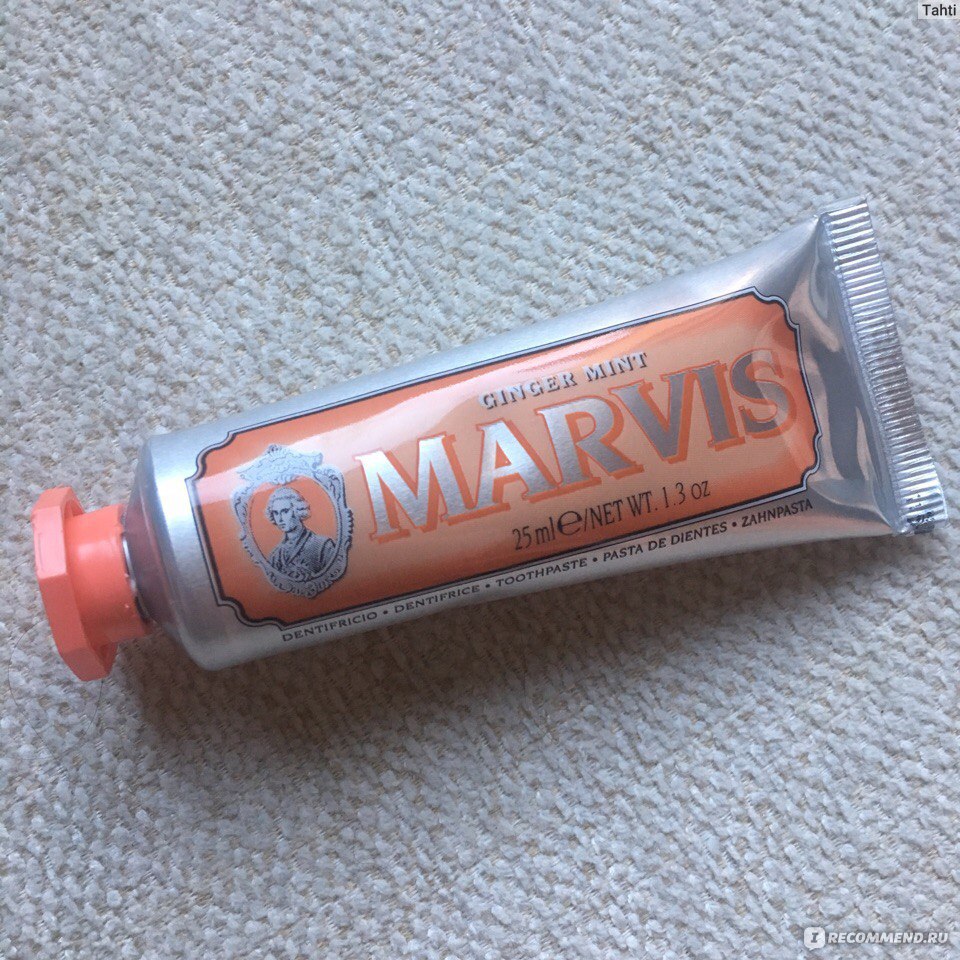 Tahti
GINGER MINT
MARVIS
25 ml e/NET WT. 1.3 oz
DENTIFRICIO • DENTIFRICE • TOOTHPASTE • PASTA DE DIENTES • ZAHNPASTA
IRECOMMEND.RU